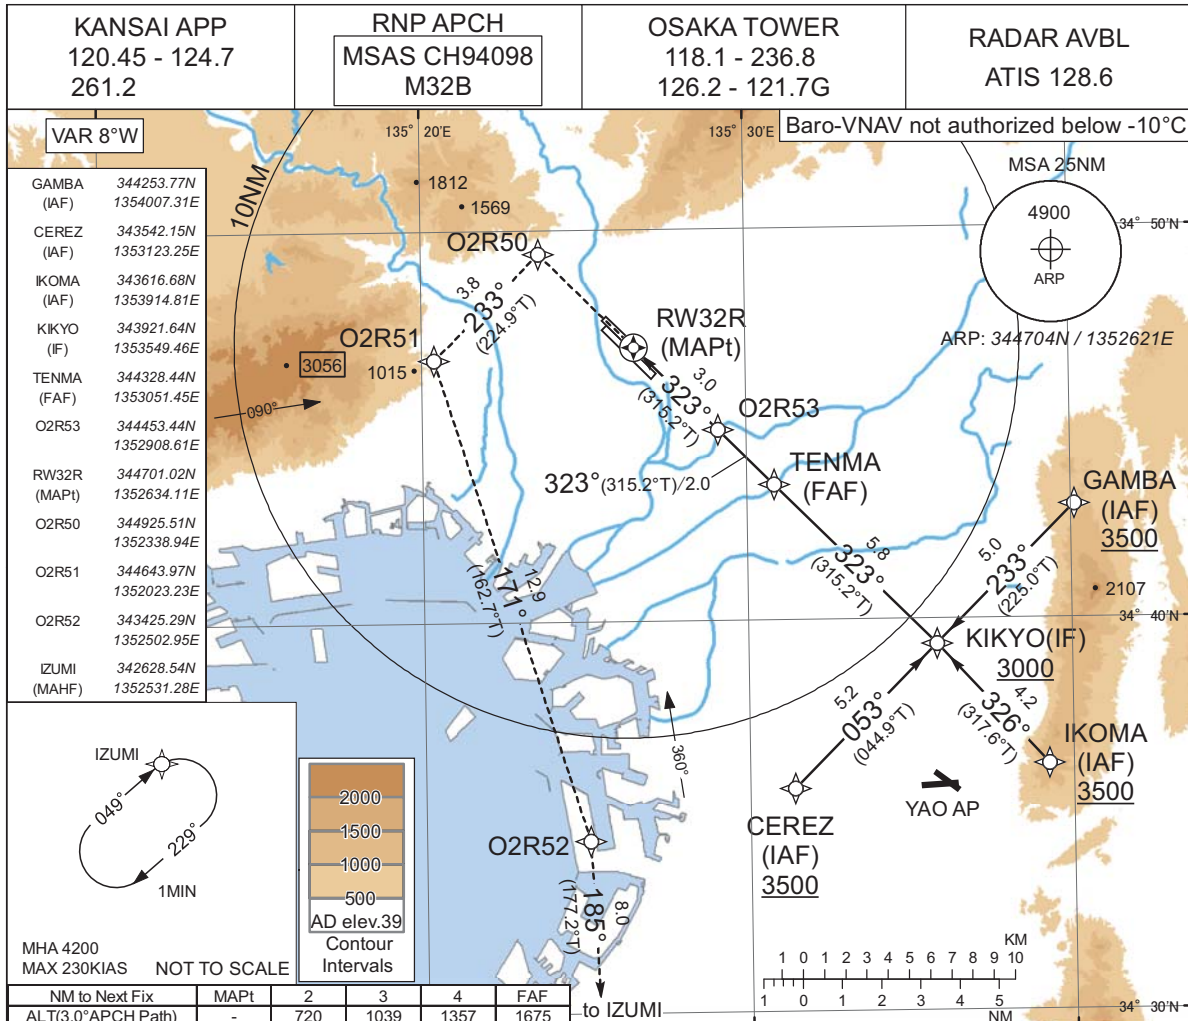 KANSAI APP
120.45 - 124.7
261.2
RNP APCH
MSAS CH94098
M32B
OSAKA TOWER
118.1 - 236.8
126.2 - 121.7G
RADAR AVBL
ATIS 128.6
VAR 8°W
135° 20'E
135° 30'E
Baro-VNAV not authorized below -10°C
GAMBA 344253.77N
(IAF) 1354007.31E
CEREZ 343542.15N
(IAF) 1353123.25E
IKOMA 343616.68N
(IAF) 1353914.81E
KIKYO 343921.64N
(IF) 1353549.46E
TENMA 344328.44N
(FAF) 1353051.45E
O2R53 344453.44N
1352908.61E
RW32R 344701.02N
(MAPt) 1352634.11E
O2R50 344925.51N
1352338.94E
O2R51 344643.97N
1352023.23E
O2R52 343425.29N
1352502.95E
IZUMI 342628.54N
(MAHF) 1352531.28E
10NM
1812
1569
MSA 25NM
4900
ARP
34° 50'N
ARP: 344704N / 1352621E
O2R50
3.8
233°
(224.9°T)
O2R51
3056
1015
090°
RW32R
(MAPt)
3.0
323°
(315.2°T)
O2R53
323°(315.2°T)/2.0
TENMA
(FAF)
5.8
323°
(315.2°T)
GAMBA
(IAF)
3500
5.0
233°
(225.0°T)
2107
34° 40'N
KIKYO(IF)
3000
12.9
171°
(162.7°T)
5.2
053°
(044.9°T)
4.2
326°
(317.6°T)
IKOMA
(IAF)
3500
360°
YAO AP
CEREZ
(IAF)
3500
O2R52
8.0
185°
(177.2°T)
to IZUMI
IZUMI
049°
229°
1MIN
MHA 4200
MAX 230KIAS
NOT TO SCALE
2000
1500
1000
500
AD elev.39
Contour
Intervals
KM
1 0 1 2 3 4 5 6 7 8 9 10
1 0 1 2 3 4 5
NM
34° 30'N
NM to Next Fix MAPt 2 3 4 FAF
ALT(3.0°APCH Path) - 720 1039 1357 1675